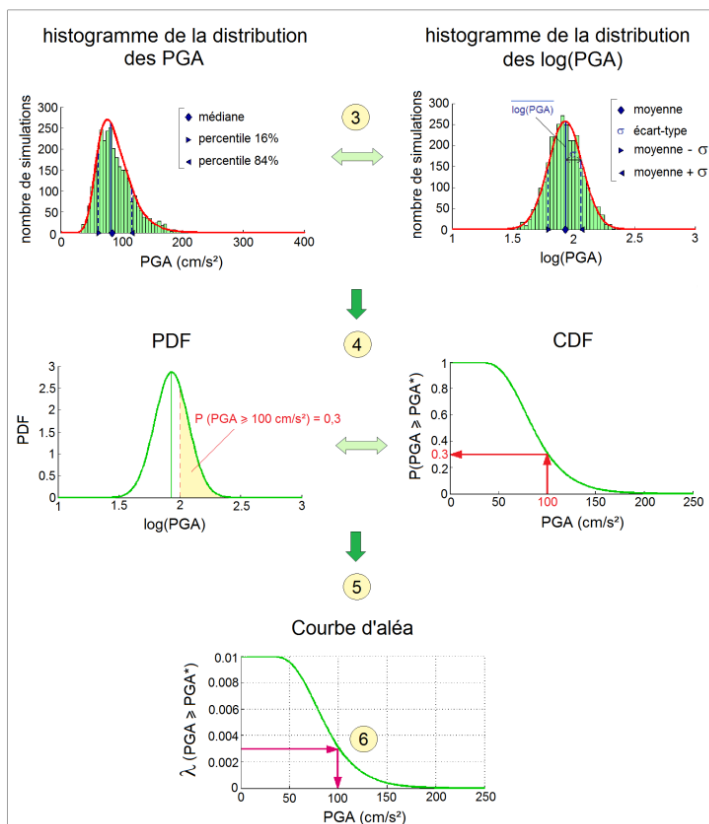 histogramme de la distribution
des PGA
histogramme de la distribution
des log(PGA)
nombre de simulations
300
250
200
150
100
50
0
0
100
200
300
400
PGA (cm/s²)
médiane
percentile 16%
percentile 84%
3
nombre de simulations
300
250
200
150
100
50
0
1
1.5
2
2.5
3
log(PGA)
log(PGA)
σ
moyenne
σ écart-type
moyenne - σ
moyenne + σ
4
PDF
PDF
3
2.5
2
1.5
1
0.5
0
1
1.5
2
2.5
3
log(PGA)
P (PGA ⩾ 100 cm/s²) = 0,3
CDF
P(PGA ⩾ PGA*)
1
0.8
0.6
0.4
0.3
0.2
0
0
50
100
150
200
250
PGA (cm/s²)
5
Courbe d'aléa
λ (PGA ⩾ PGA*)
0.01
0.008
0.006
0.004
0.002
0
0
50
100
150
200
250
PGA (cm/s²)
6